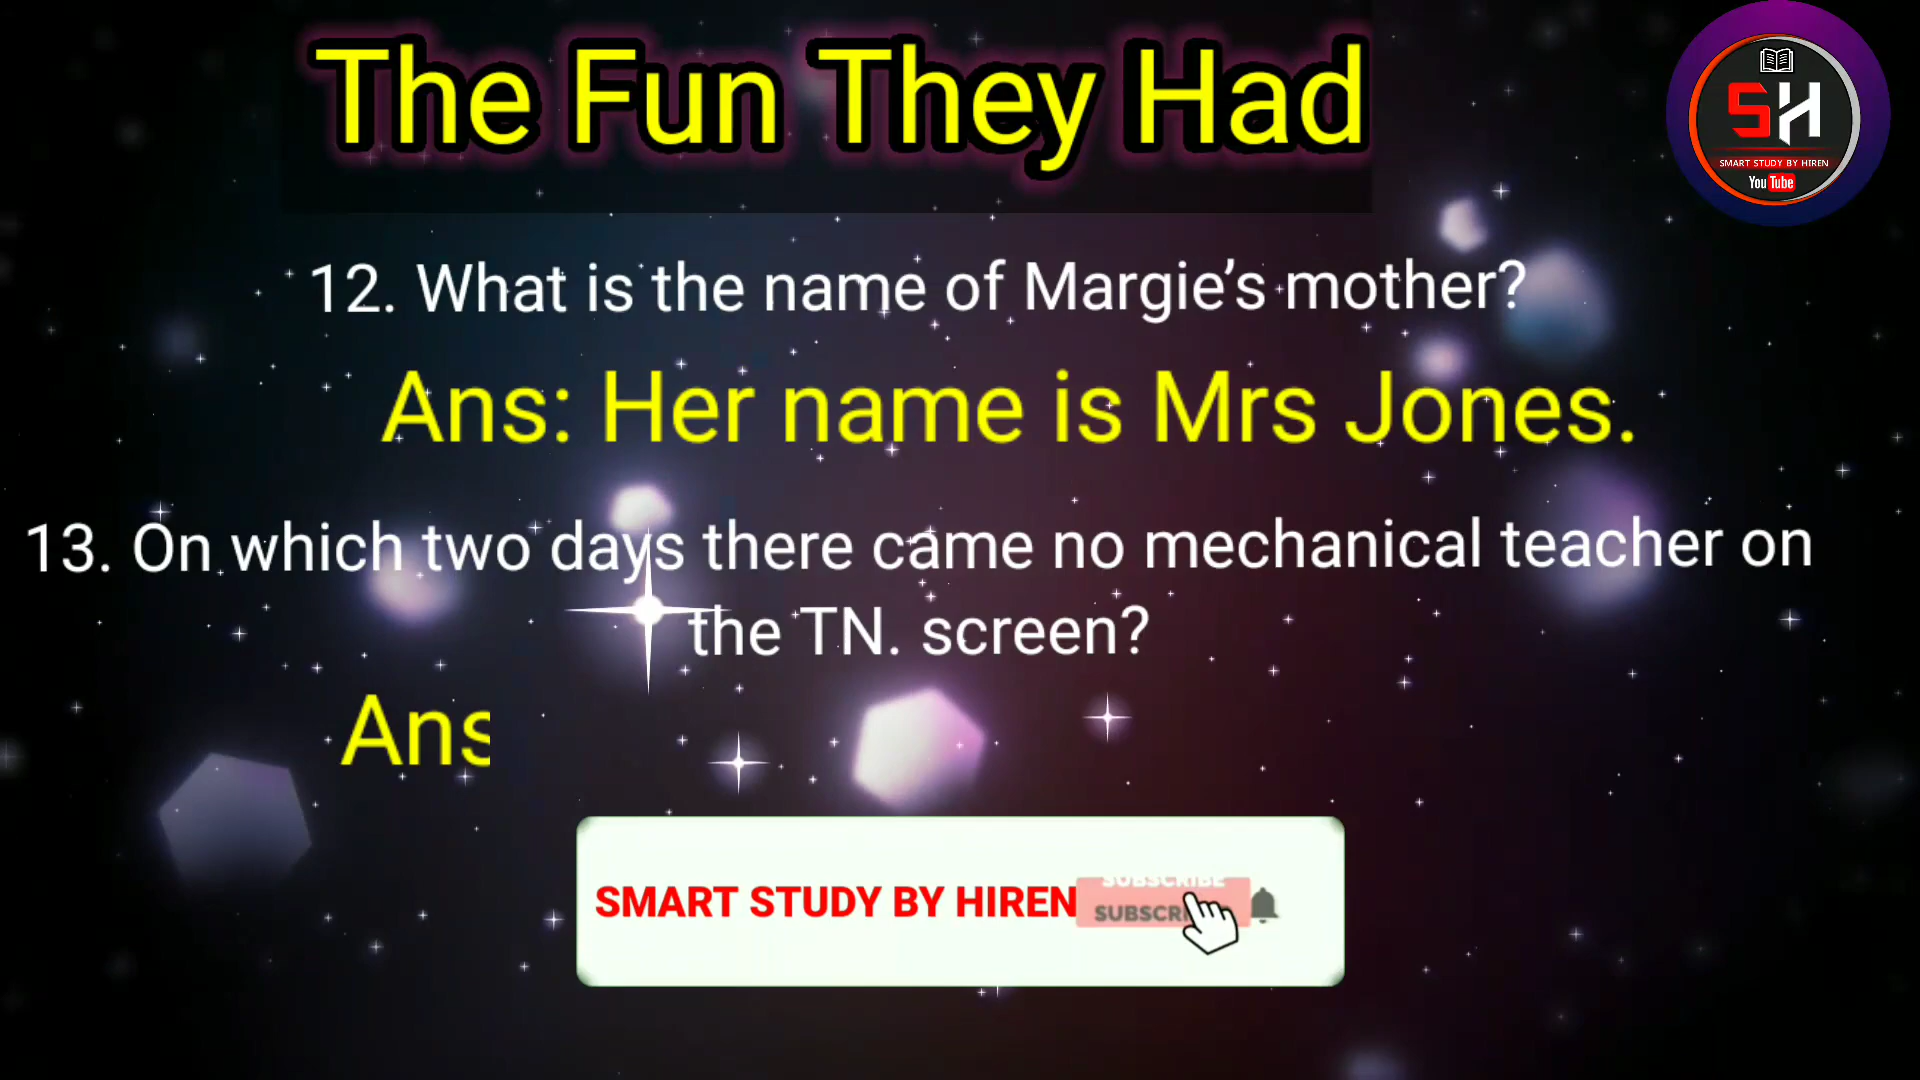 The Fun They Had
SH
SMART STUDY BY HIREN
YouTube
12. What is the name of Margie’s mother?
Ans: Her name is Mrs Jones.
13. On which two days there came no mechanical teacher on
the TN. screen?
Ans
SMART STUDY BY HIREN
SUBSCRIBE